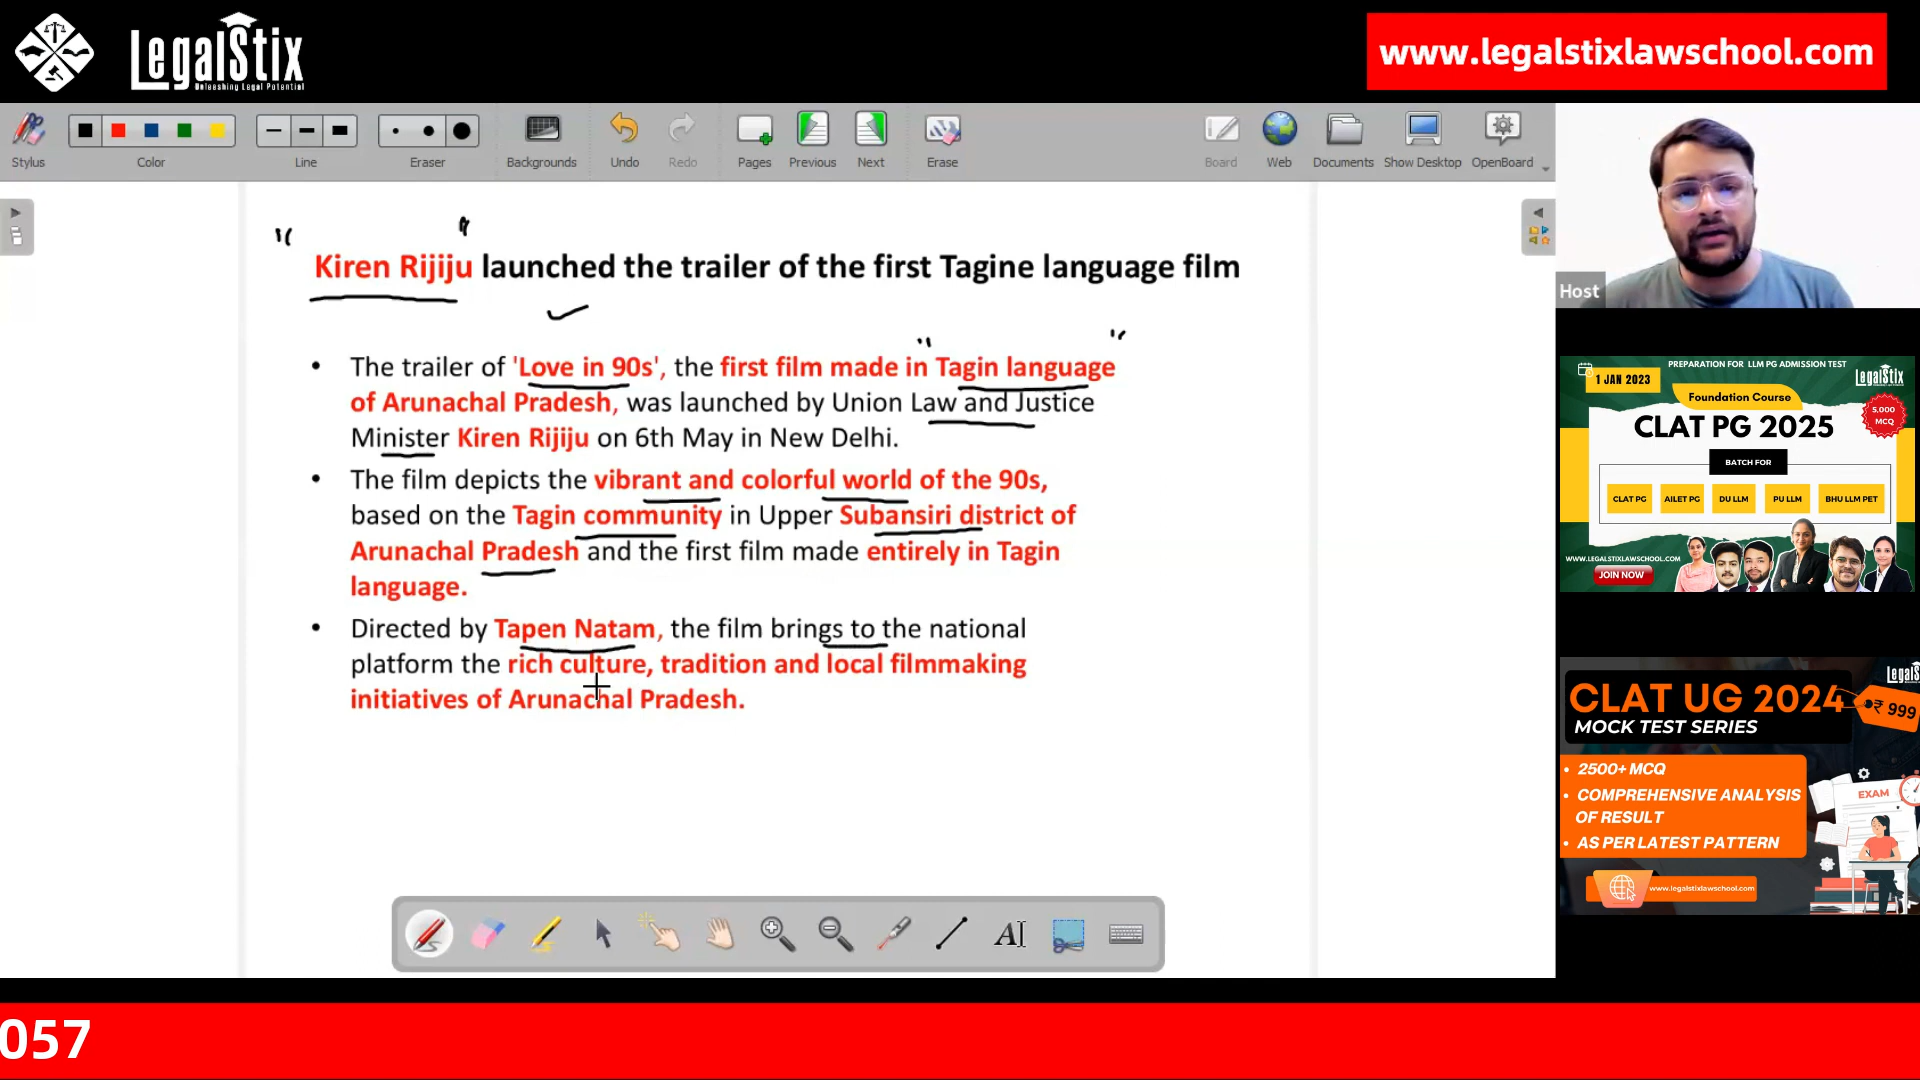 LegalStix
Unleashing Legal Potential
www.legalstixlawschool.com
Stylus
Color
Line
Eraser
Backgrounds
Undo
Redo
Pages
Previous
Next
Erase
Board
Web
Documents
Show Desktop
OpenBoard
Kiren Rijiju launched the trailer of the first Tagine language film
• The trailer of 'Love in 90s', the first film made in Tagin language
of Arunachal Pradesh, was launched by Union Law and Justice
Minister Kiren Rijiju on 6th May in New Delhi.
• The film depicts the vibrant and colorful world of the 90s,
based on the Tagin community in Upper Subansiri district of
Arunachal Pradesh and the first film made entirely in Tagin
language.
• Directed by Tapen Natam, the film brings to the national
platform the rich culture, tradition and local filmmaking
initiatives of Arunachal Pradesh.
Host
PREPARATION FOR LLM PG ADMISSION TEST
LegalStix
1 JAN 2023
Foundation Course
5,000
MCQ
CLAT PG 2025
BATCH FOR
CLAT PG
AILET PG
DU LLM
PU LLM
BHU LLM PET
WWW.LEGALSTIXLAWSCHOOL.COM
JOIN NOW
LegalS
CLAT UG 2024
₹ 999
MOCK TEST SERIES
• 2500+ MCQ
• COMPREHENSIVE ANALYSIS
OF RESULT
• AS PER LATEST PATTERN
EXAM
www.legalstixlawschool.com
057